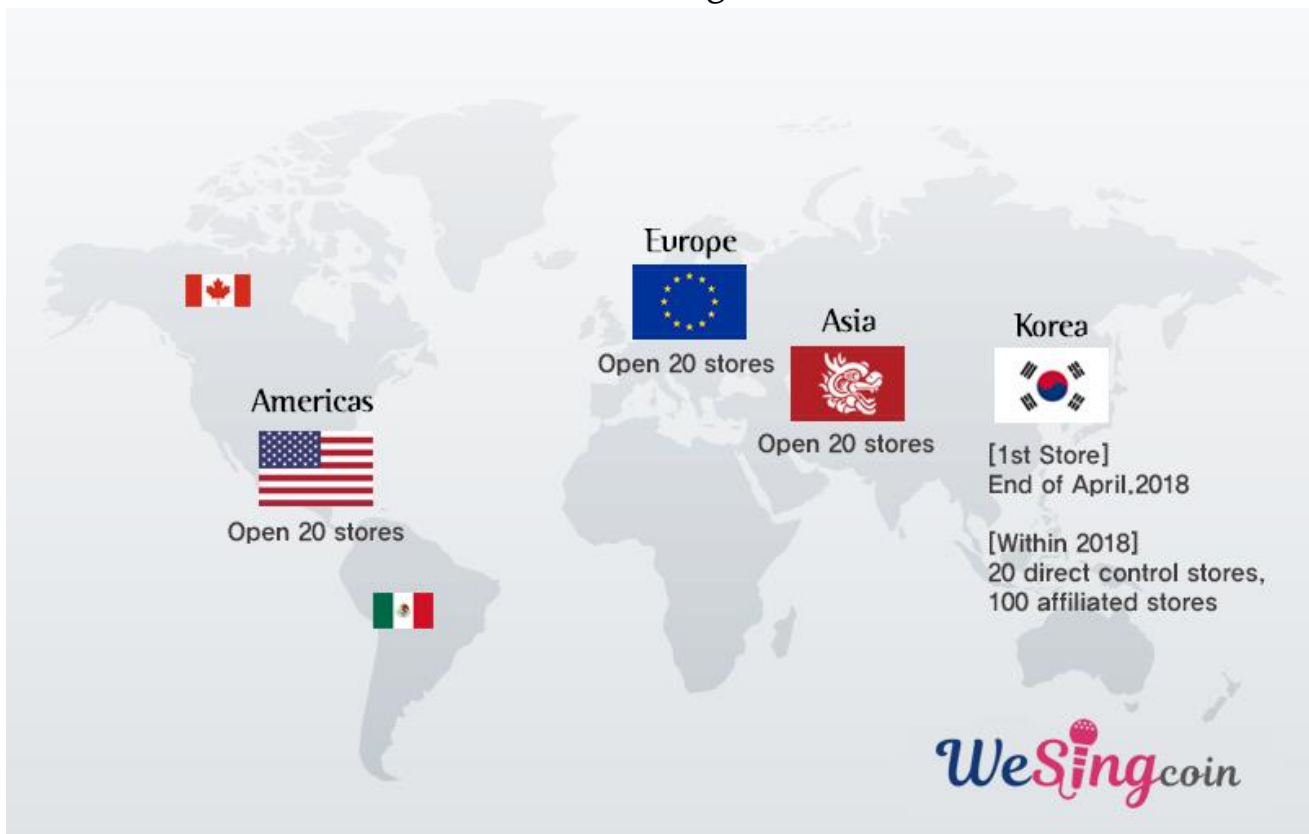 Europe
Open 20 stores
Asia
Open 20 stores
Korea
[1st Store]
End of April.2018
[Within 2018]
20 direct control stores,
100 affiliated stores
Americas
Open 20 stores
WeSingcoin